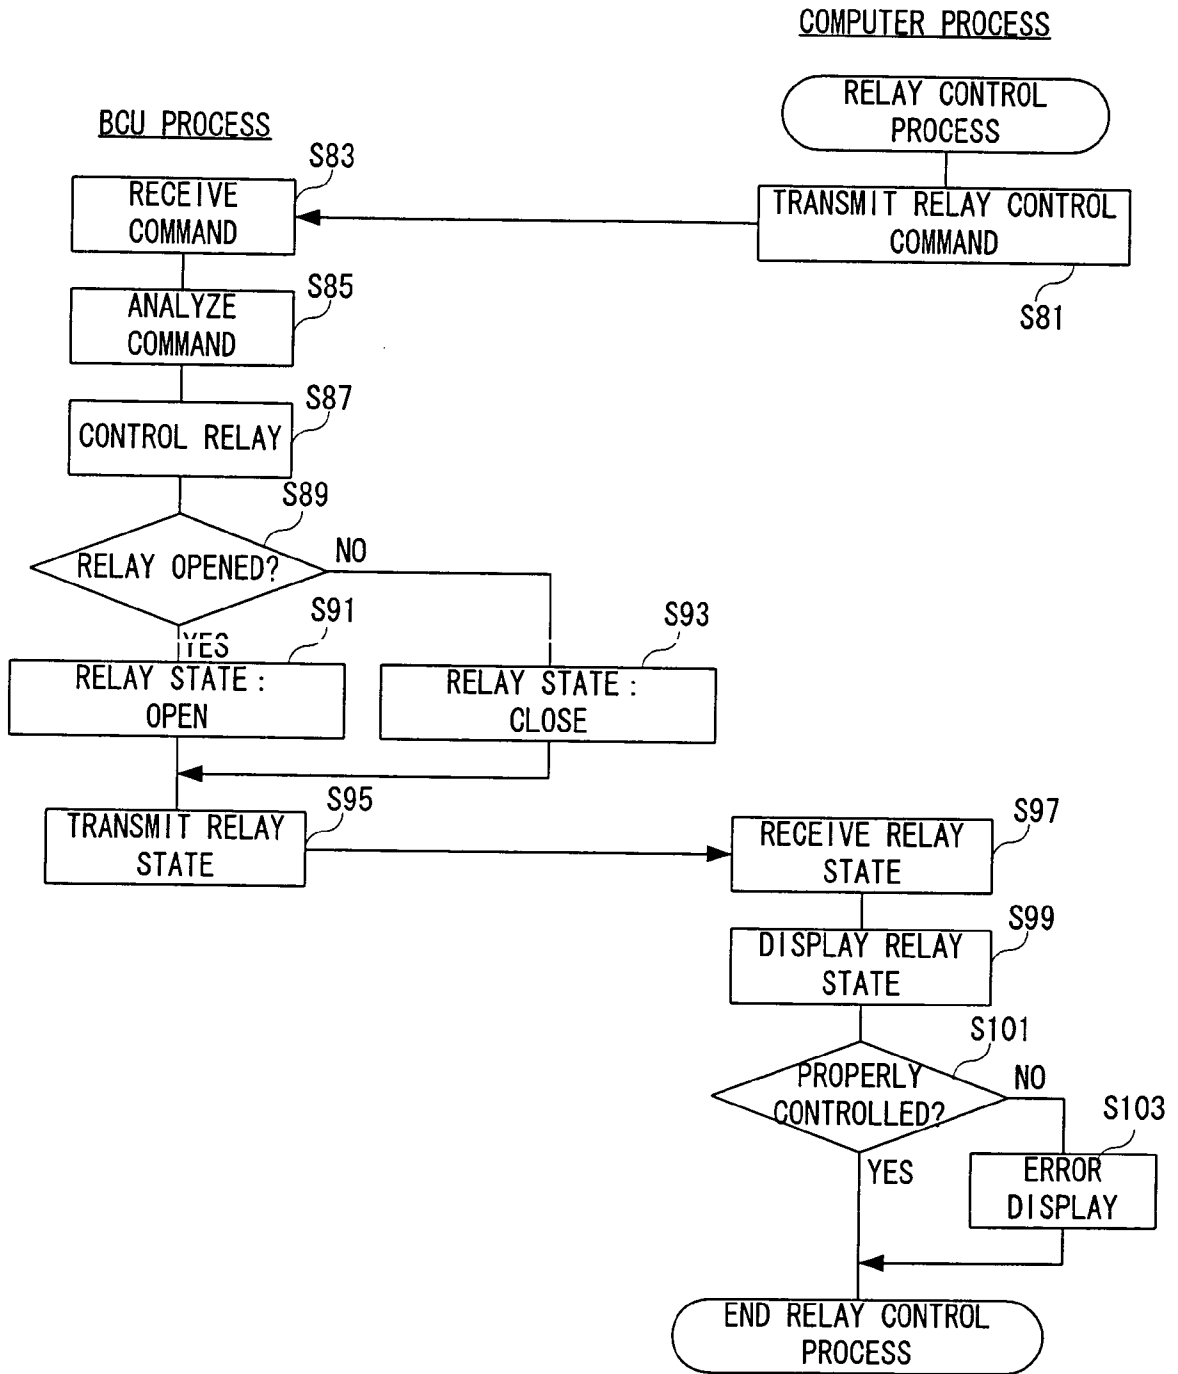 COMPUTER PROCESS
RELAY CONTROL
PROCESS
BCU PROCESS
S83
RECEIVE
COMMAND
TRANSMIT RELAY CONTROL
COMMAND
S81
S85
ANALYZE
COMMAND
S87
CONTROL RELAY
S89
RELAY OPENED?
NO
YES
S91
RELAY STATE:
OPEN
S93
RELAY STATE:
CLOSE
S95
TRANSMIT RELAY
STATE
S97
RECEIVE RELAY
STATE
S99
DISPLAY RELAY
STATE
S101
PROPERLY
CONTROLLED?
NO
YES
S103
ERROR
DISPLAY
END RELAY CONTROL
PROCESS